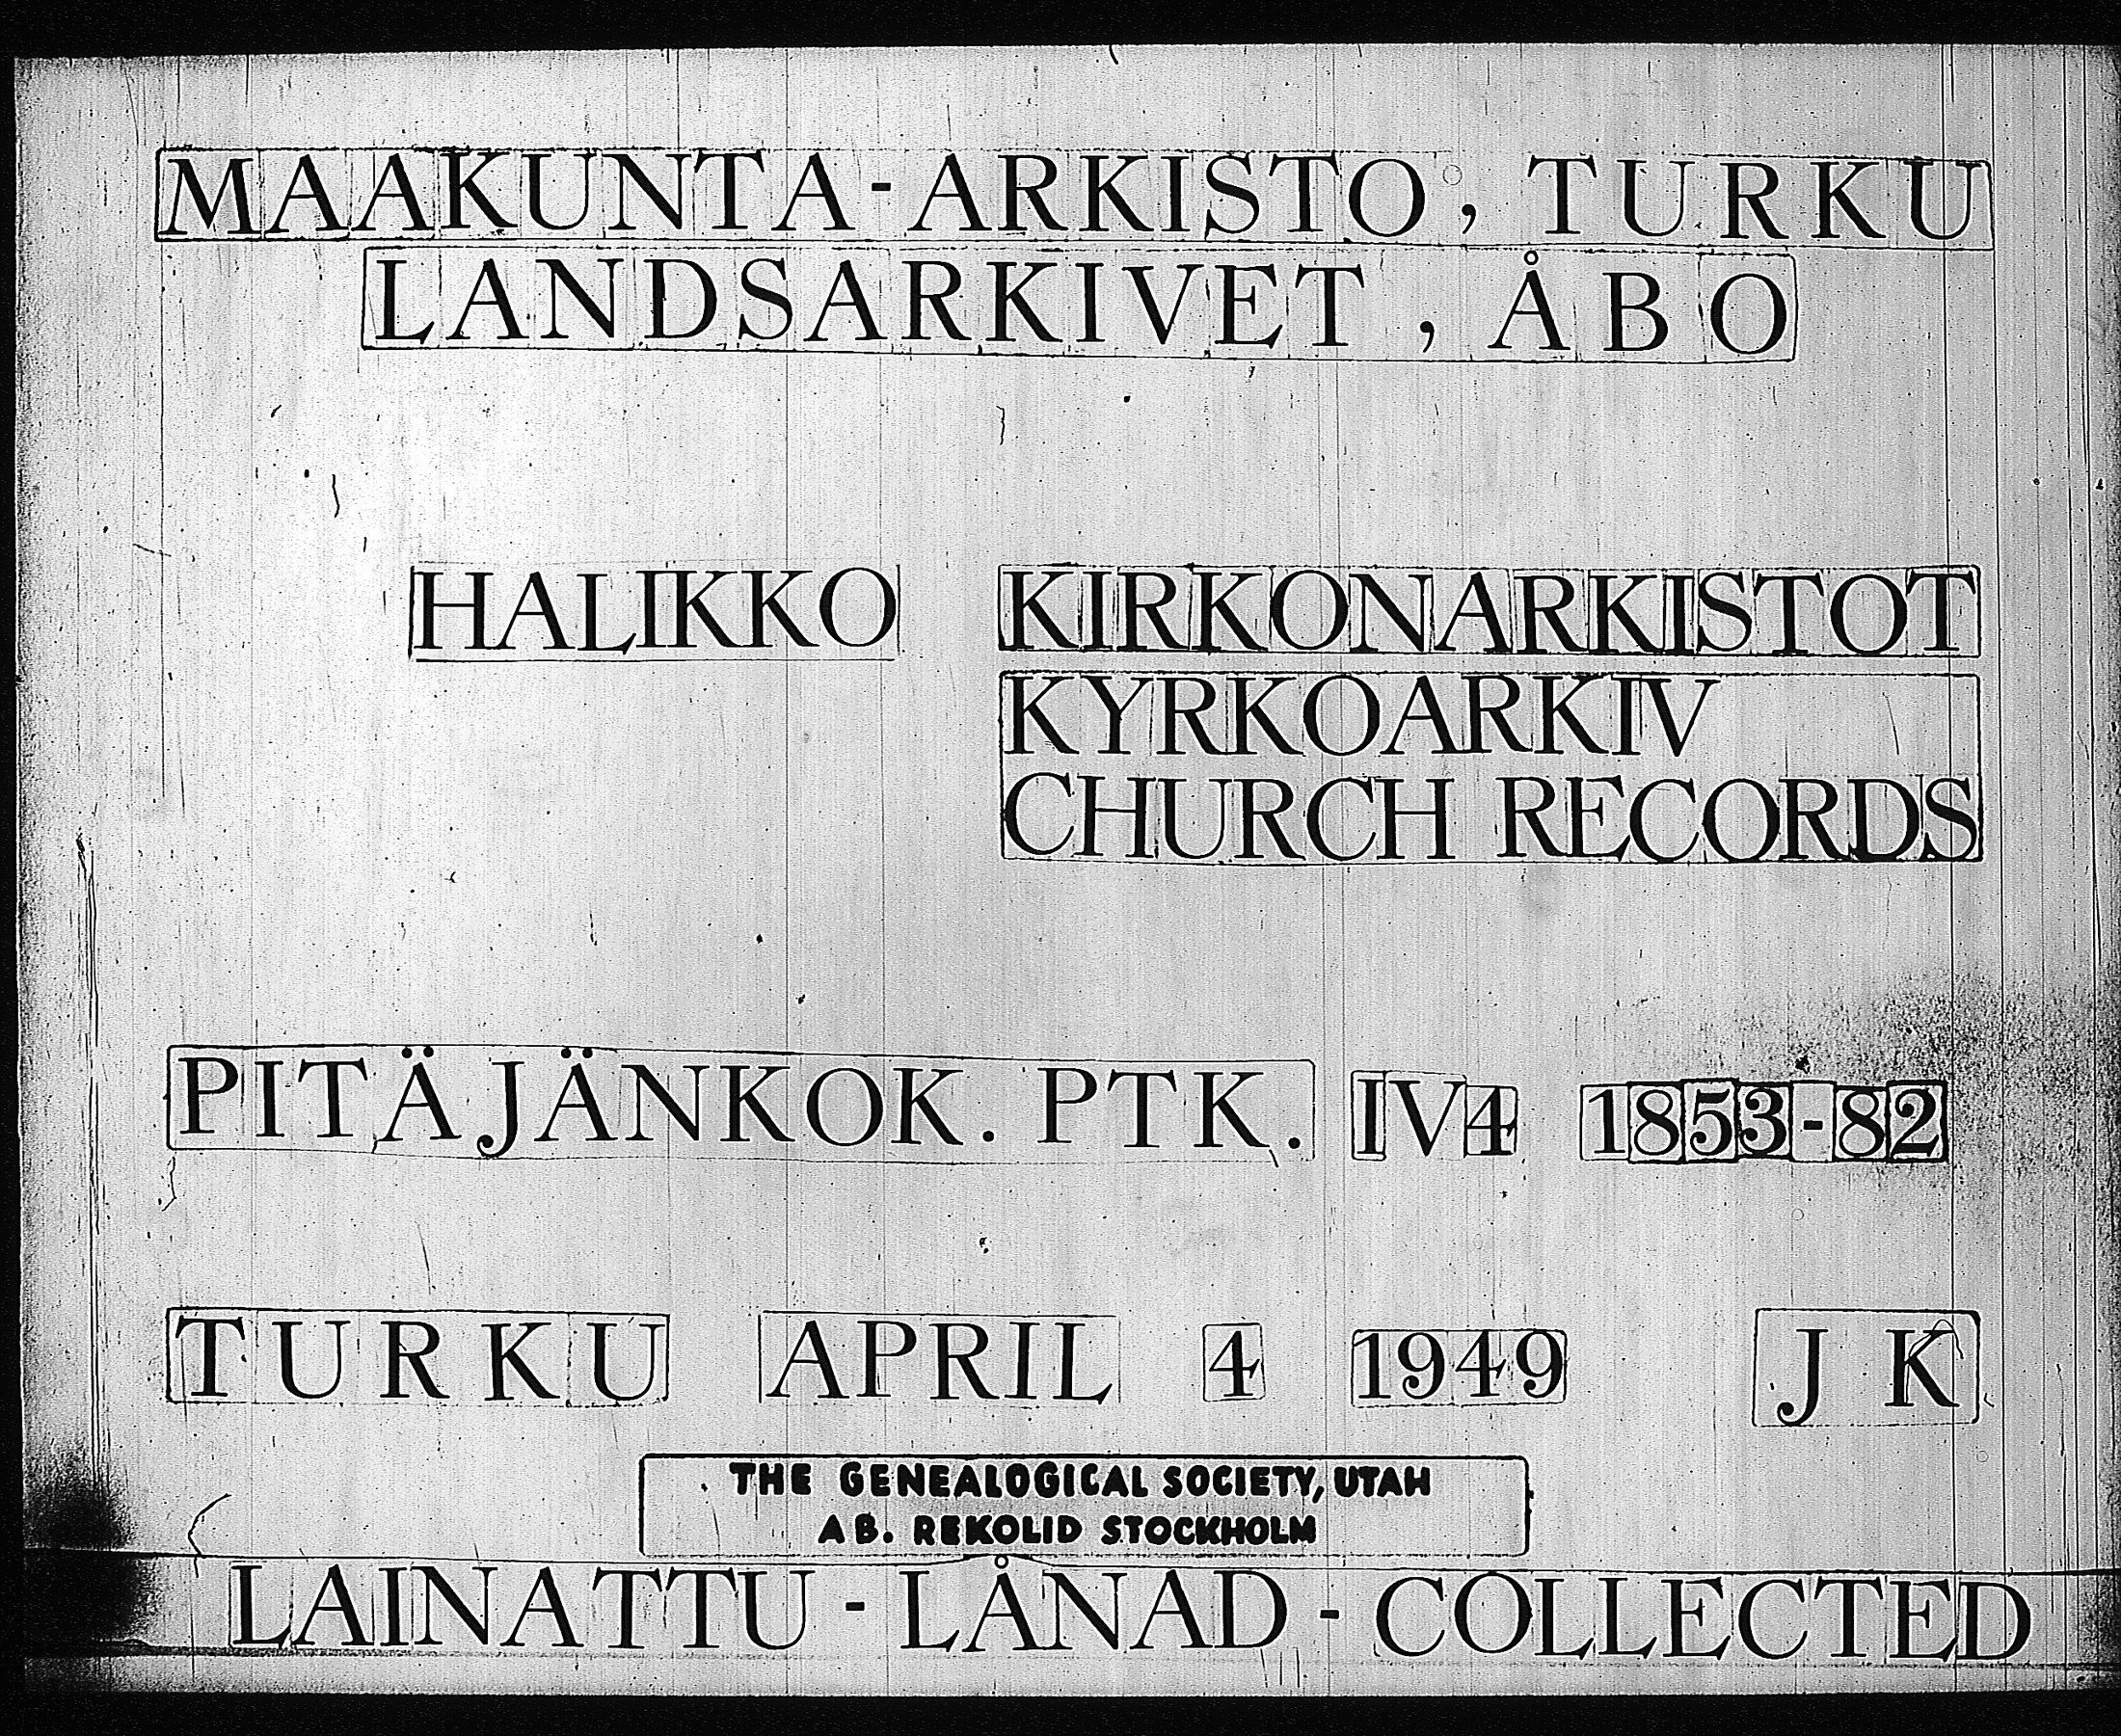 MAAKUNTA-ARKISTO, TURKU
LANDSARKIVET, ÅBO
HALIKKO KIRKONARKISTOT
KYRKOARKIV
CHURCH RECORDS
PITÄJÄNKOK. PTK. IV4 1853-82
TURKU APRIL 4 1949 J K
THE GENEALOGICAL SOCIETY, UTAH
AB. REKOLID STOCKHOLM
LAINATTU - LÅNAD - COLLECTED